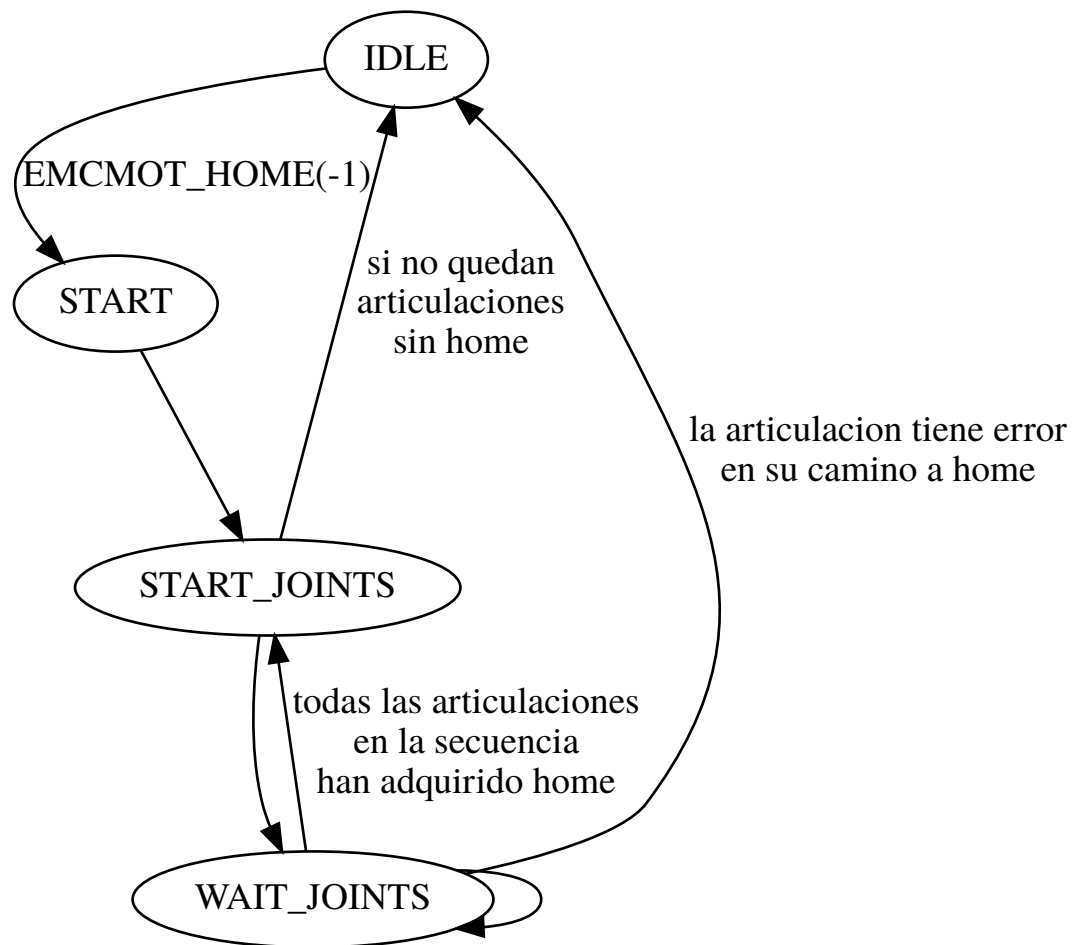 IDLE
EMCMOT_HOME(-1)
si no quedan
articulaciones
sin home
START
la articulacion tiene error
en su camino a home
START_JOINTS
todas las articulaciones
en la secuencia
han adquirido home
WAIT_JOINTS